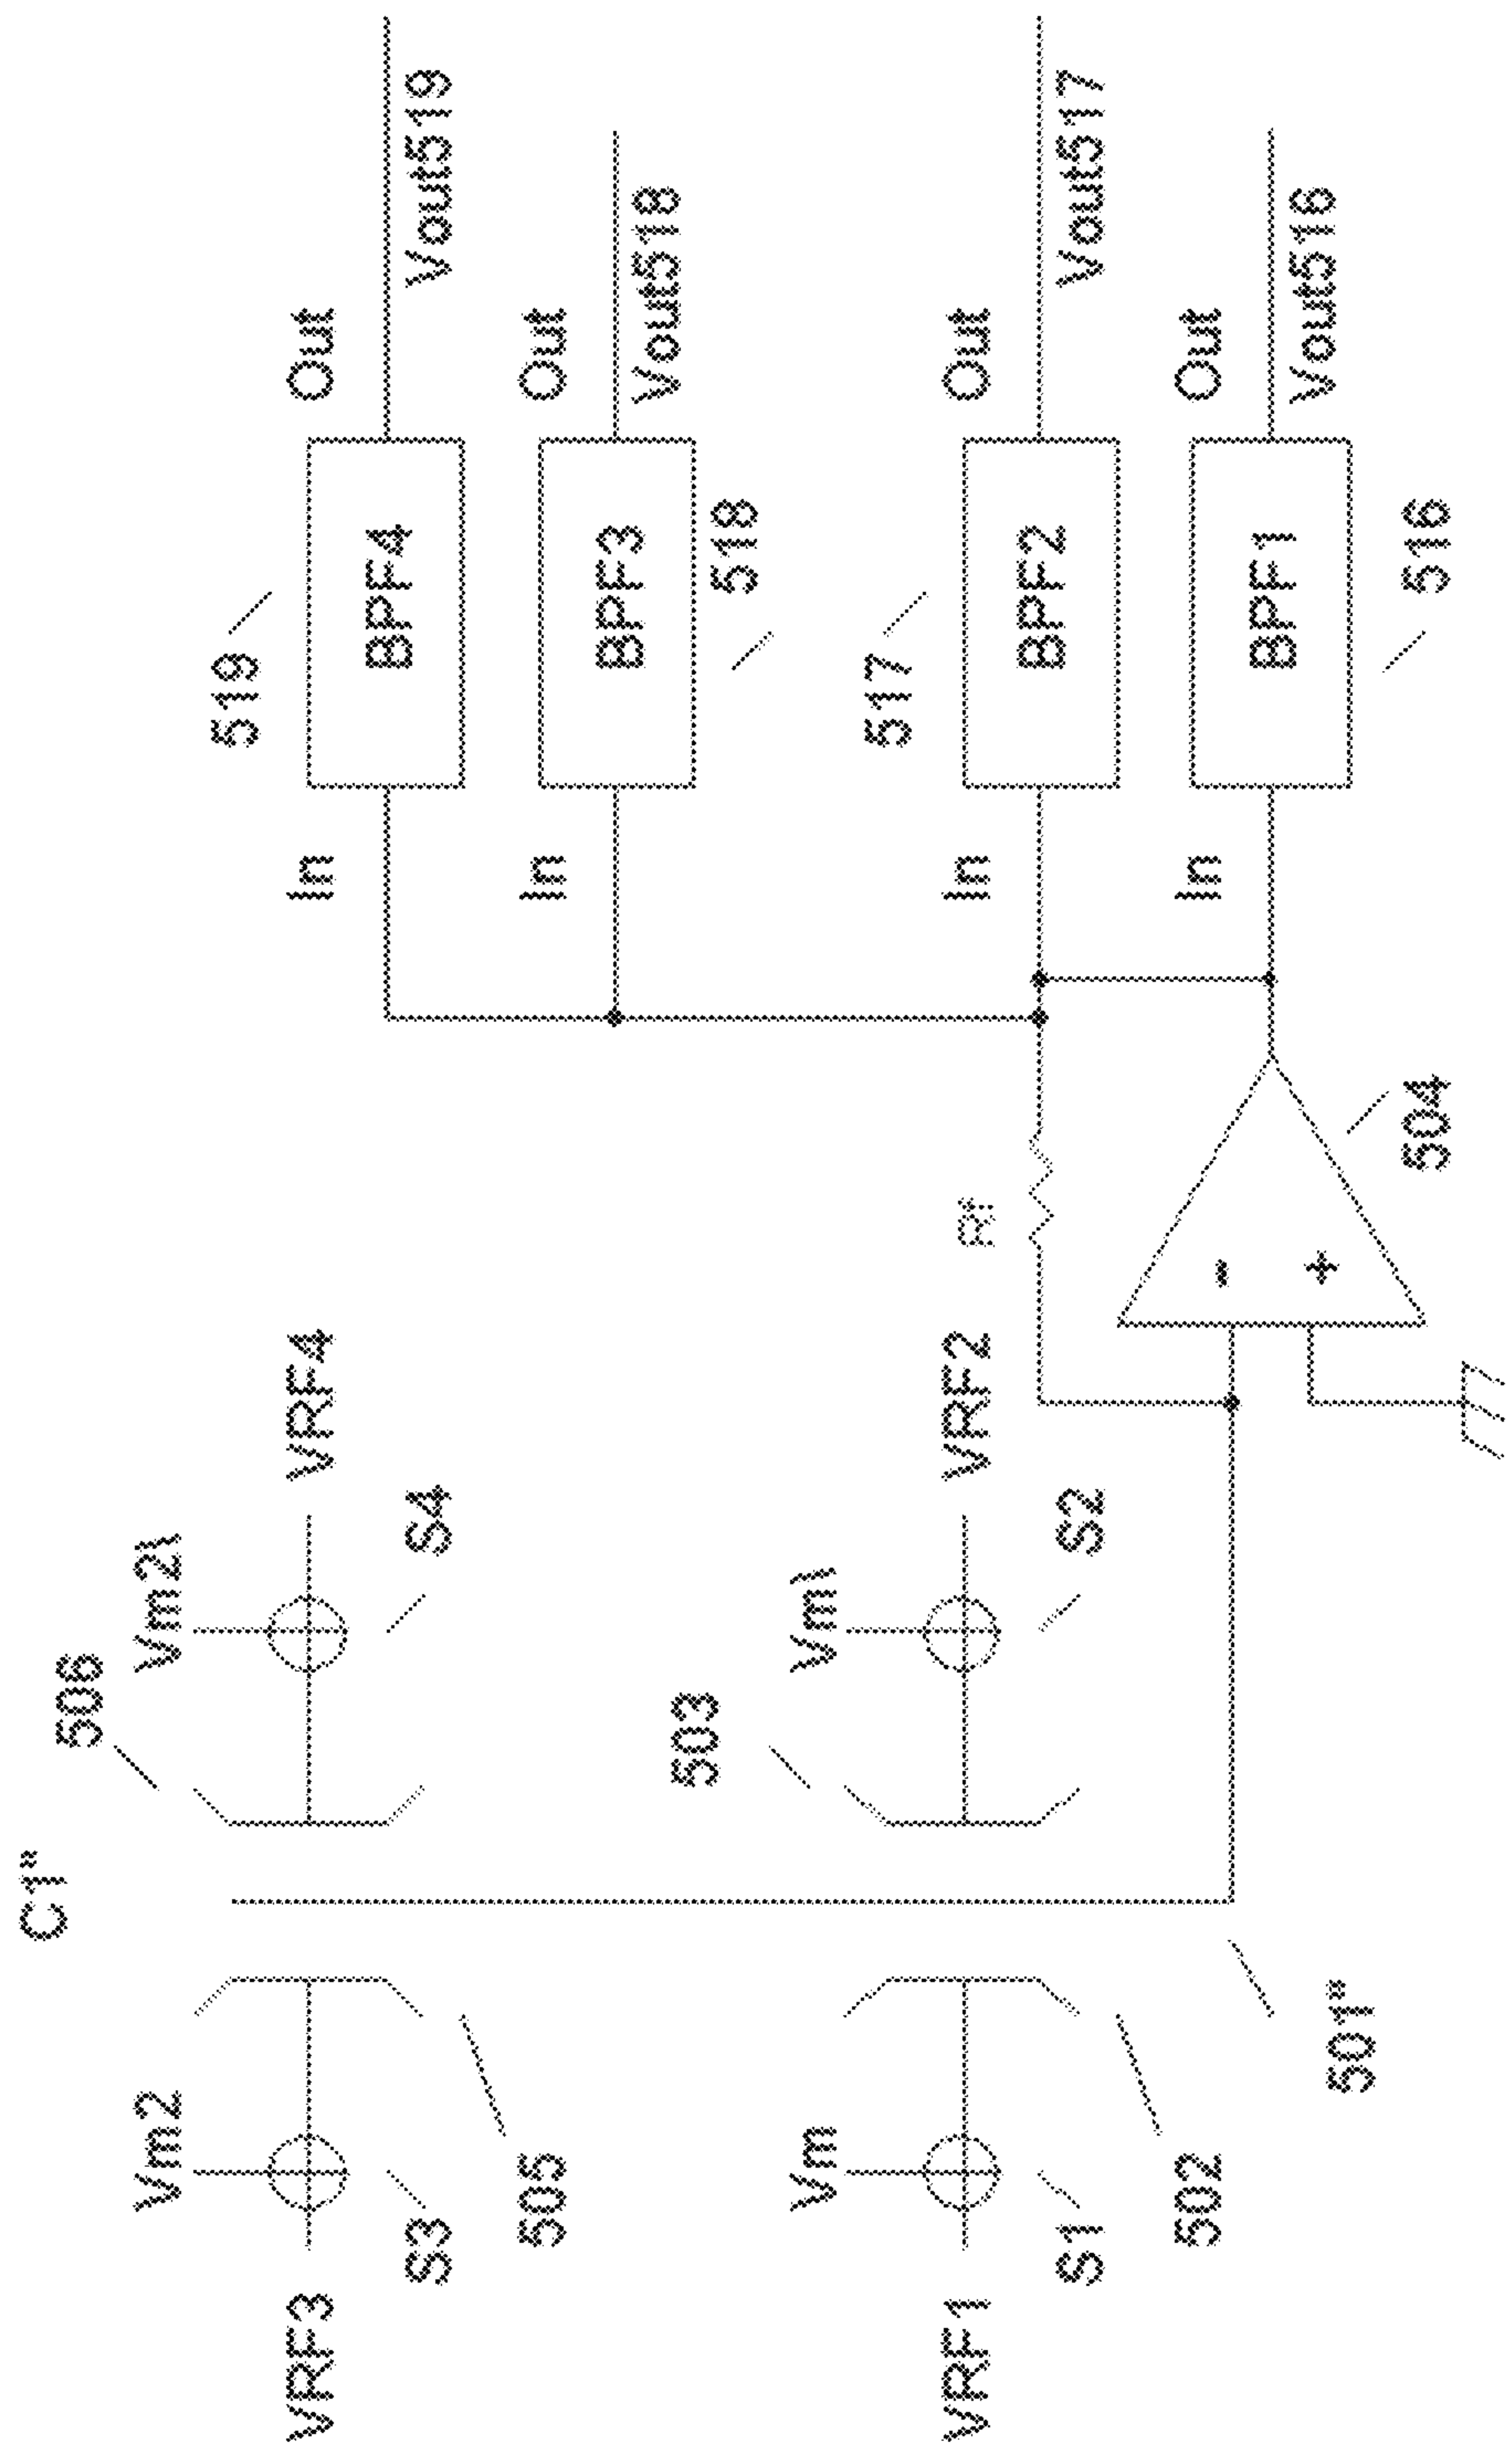 C1"
506
Vm2
Vm2\
519
VRF3
VRF4
In
Out
BPF4
S3
S4
Vout519
505
In
Out
BPF3
Vout518
503
518
Vm
Vm\
517
VRF1
VRF2
Rf
In
Out
BPF2
S1
S2
Vout517
502
-
In
Out
BPF1
+
Vout516
501"
504
516